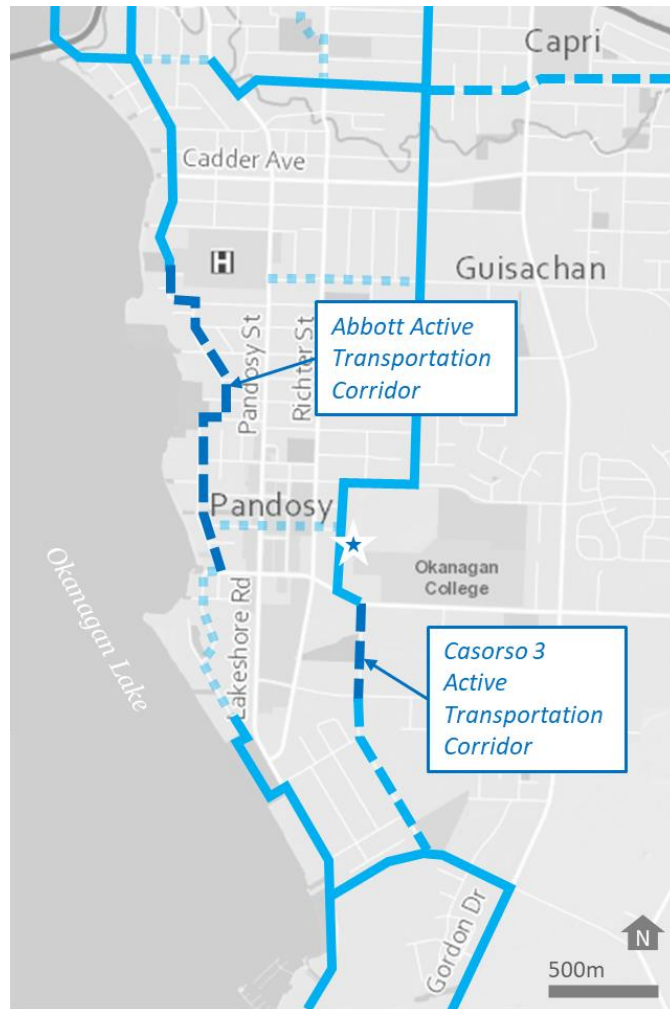 Capri
Cadder Ave
H
Guisachan
Pandosy St
Richter St
Abbott Active
Transportation
Corridor
Pandosy
Okanagan
College
Okanagan Lake
Lakeshore Rd
Casorso 3
Active
Transportation
Corridor
Gordon Dr
N
500m